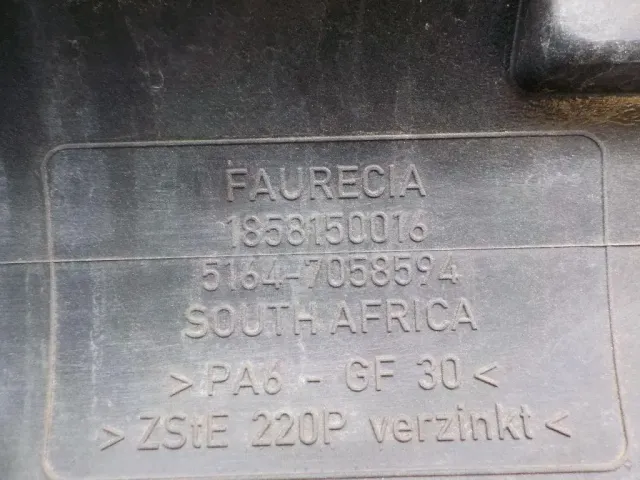 FAURECIA
1858150016
5164-7058594
SOUTH AFRICA
>PA6 - GF 30<
>ZStE 220P verzinkt<